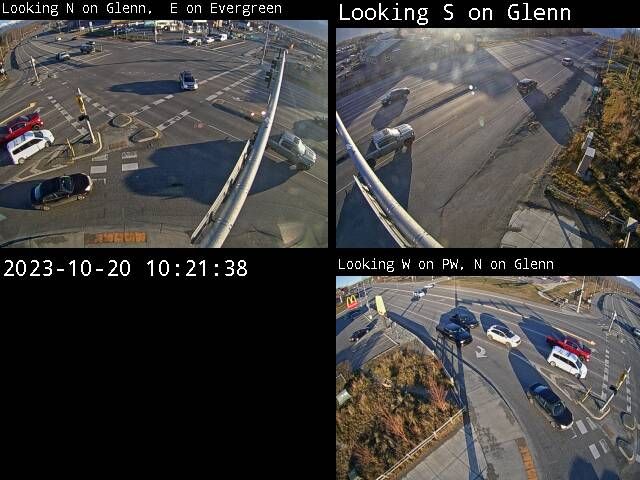 Looking N on Glenn,  E on Evergreen
Looking S on Glenn
2023-10-20 10:21:38
Looking W on PW, N on Glenn